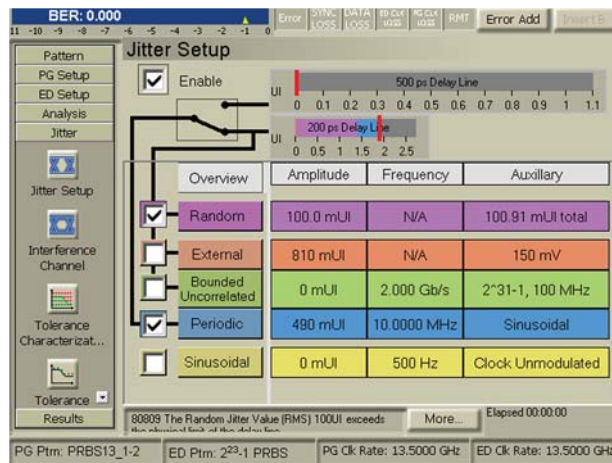 BER: 0.000
11 -10 -9 -8 -7 -6 -5 -4 -3 -2 -1 0
Error
SYNC LOSS
DATA LOSS
ED CLK LOSS
PG CLK LOSS
RMT
Error Add
Insert B
Pattern
PG Setup
ED Setup
Analysis
Jitter
Jitter Setup
Interference Channel
Tolerance Characterizat...
Tolerance
Results
Jitter Setup
Enable
500 ps Delay Line
UI
0 0.1 0.2 0.3 0.4 0.5 0.6 0.7 0.8 0.9 1 1.1
200 ps Delay Line
UI
0 0.5 1 1.5 2 2.5
Overview Amplitude Frequency Auxillary
Random 100.0 mUI N/A 100.91 mUI total
External 810 mUI N/A 150 mV
Bounded Uncorrelated 0 mUI 2.000 Gb/s 2^31-1, 100 MHz
Periodic 490 mUI 10.0000 MHz Sinusoidal
Sinusoidal 0 mUI 500 Hz Clock Unmodulated
80809 The Random Jitter Value (RMS) 100UI exceeds
the physical limit of the delay line
More...
Elapsed 00:00:00
PG Ptrn: PRBS13_1-2
ED Ptrn: 2^23-1 PRBS
PG Clk Rate: 13.5000 GHz
ED Clk Rate: 13.5000 GHz